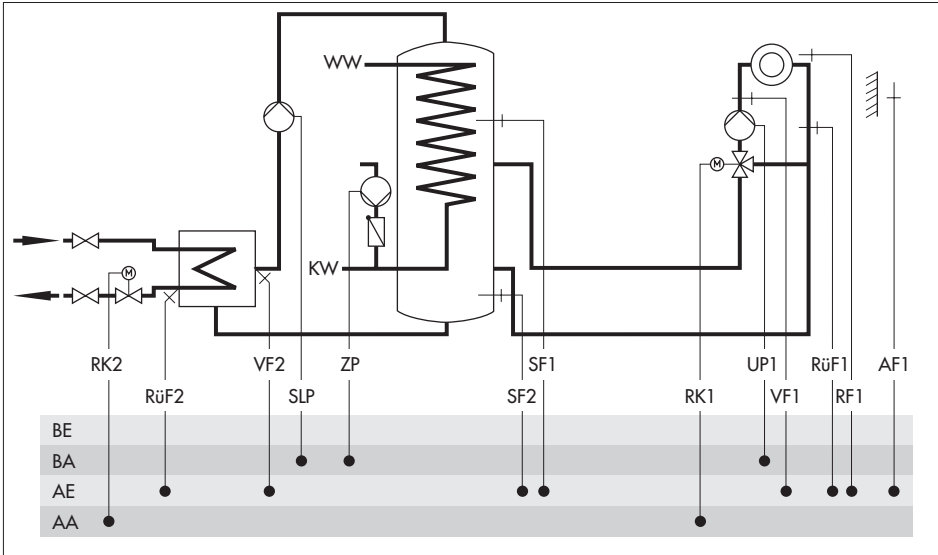 WW
M
KW
M
RK2 VF2 ZP SF1 UP1 RüF1 AF1
RüF2 SLP SF2 RK1 VF1 RF1
BE
BA
AE
AA